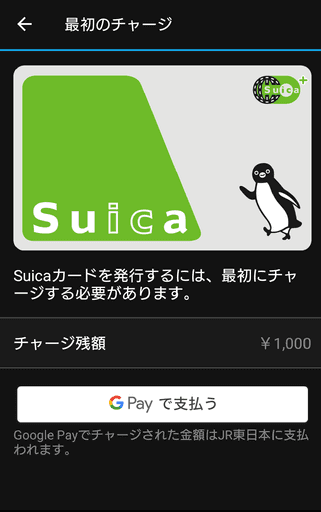 最初のチャージ
Suica
Suica
Suicaカードを発行するには、最初にチャ
ージする必要があります。
チャージ残額 ￥1,000
G Pay で支払う
Google Payでチャージされた金額はJR東日本に支払
われます。